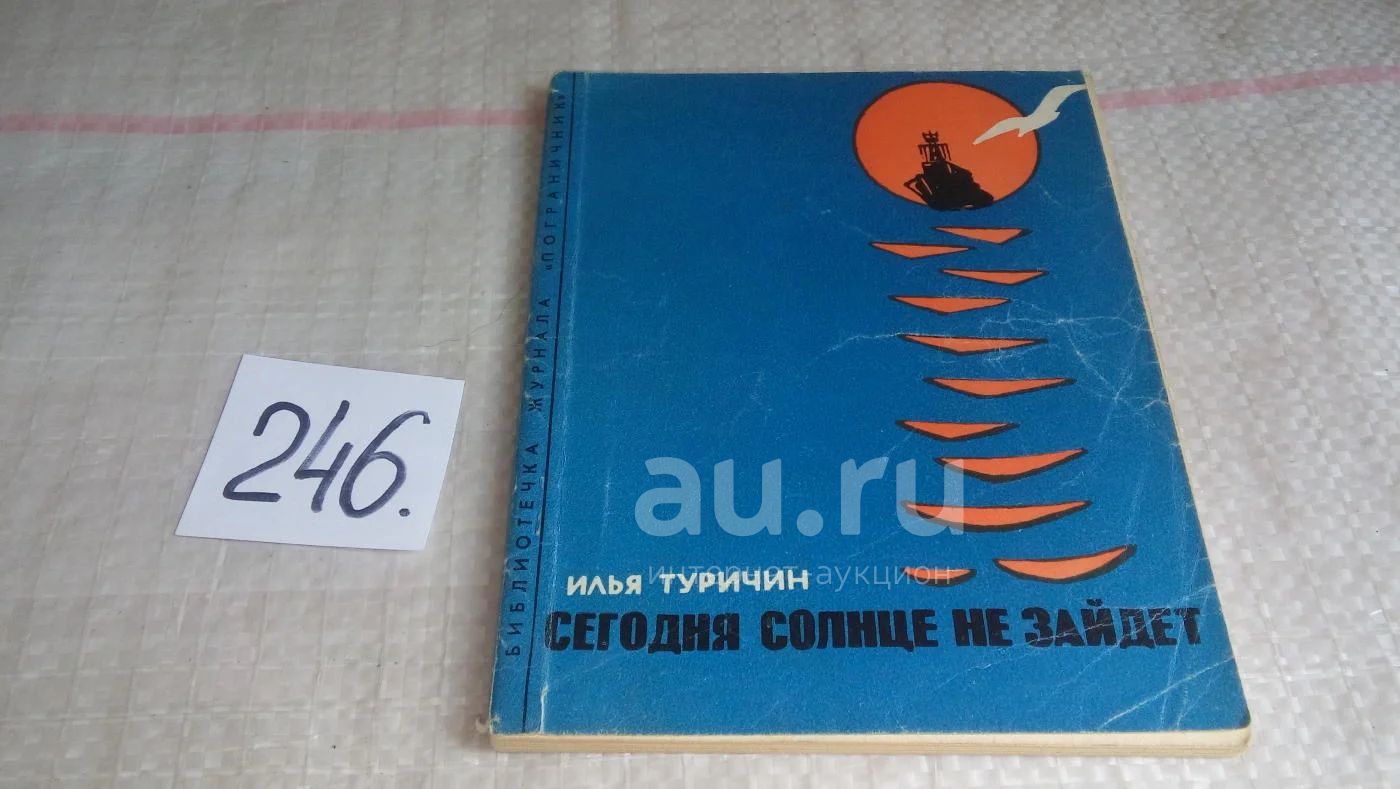 БИБЛИОТЕЧКА ЖУРНАЛА «ПОГРАНИЧНИК»
246.
au.ru
интернет-аукцион
ИЛЬЯ ТУРИЧИН
СЕГОДНЯ СОЛНЦЕ НЕ ЗАЙДЕТ